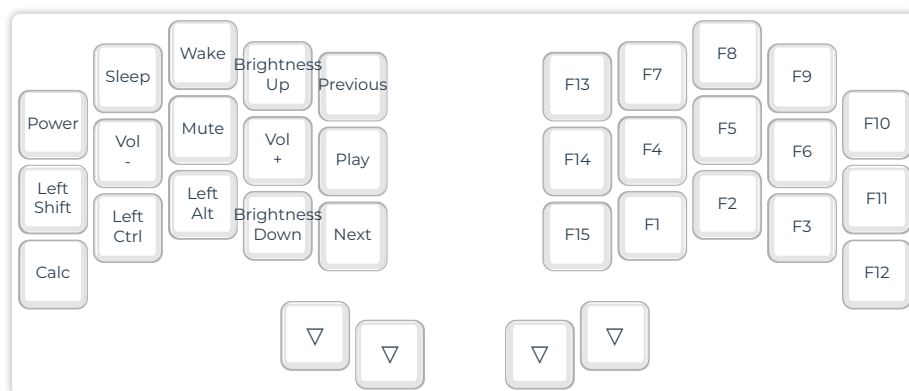 Power
Sleep
Wake
Brightness
Up
Previous
Left
Shift
Vol
-
Mute
Vol
+
Play
Calc
Left
Ctrl
Left
Alt
Brightness
Down
Next
▽
▽
F13
F7
F8
F9
F10
F14
F4
F5
F6
F11
F15
F1
F2
F3
F12
▽
▽